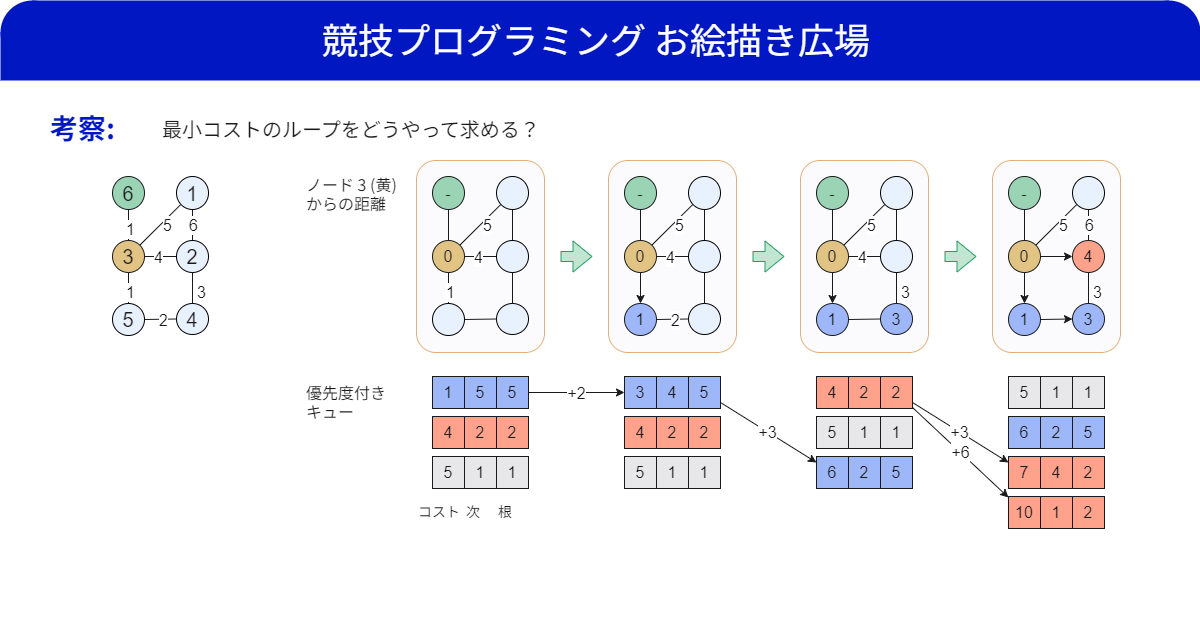 競技プログラミング お絵描き広場
考察: 最小コストのループをどうやって求める？
6 1
1 5 6
3 4 2
1 3
5 2 4
ノード 3 (黄)
からの距離
-
5
0 4
1
-
5
0 4
1 2
-
5
0 4
3
1 3
-
5 6
0 4
3
1 3
優先度付き
キュー
1 5 5
4 2 2
5 1 1
コスト 次 根
+2
3 4 5
4 2 2
5 1 1
+3
4 2 2
5 1 1
6 2 5
+3
+6
5 1 1
6 2 5
7 4 2
10 1 2